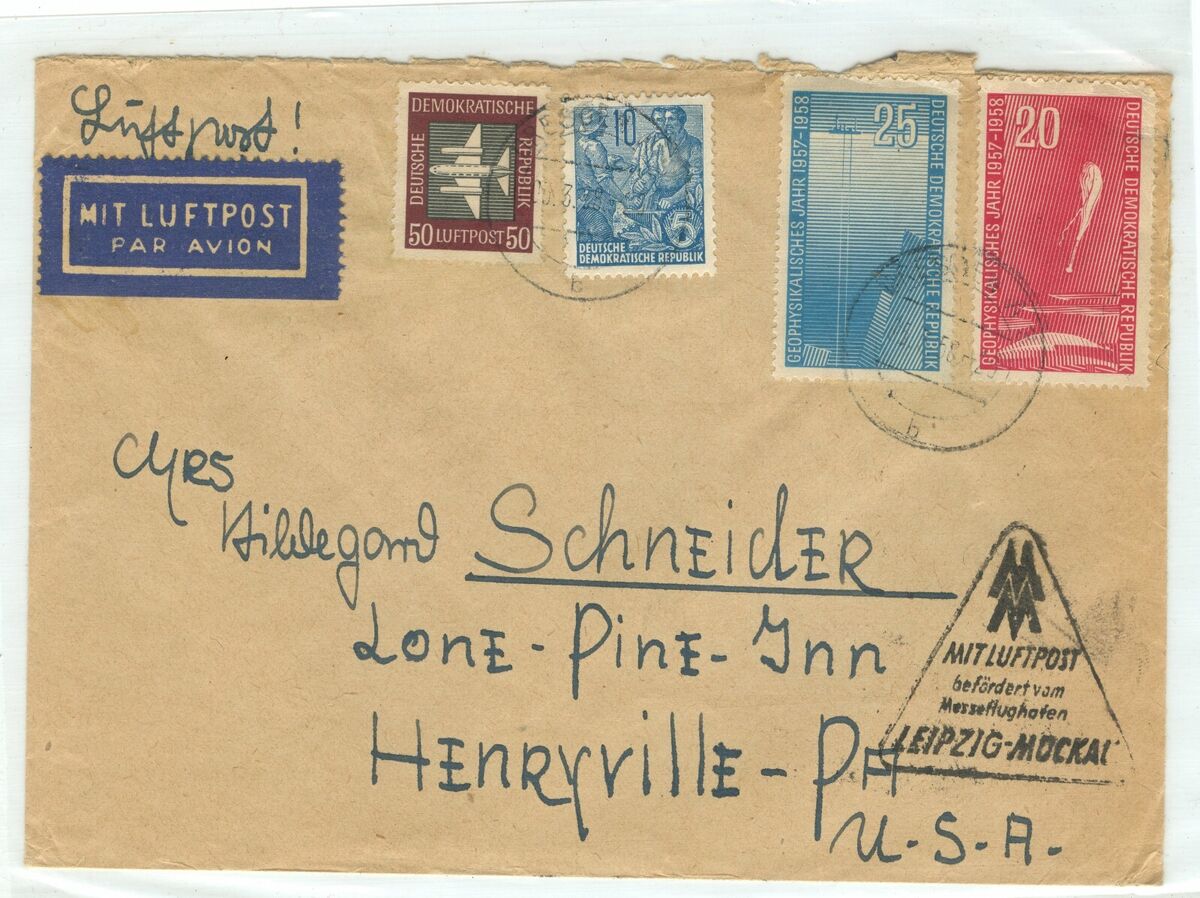 Luftpost!
MIT LUFTPOST
PAR AVION
DEUTSCHE
DEMOKRATISCHE
REPUBLIK
50 LUFTPOST 50
10
5
DEUTSCHE
DEMOKRATISCHE REPUBLIK
b
GEOPHYSIKALISCHES JAHR 1957-1958
25
DEUTSCHE DEMOKRATISCHE REPUBLIK
GEOPHYSIKALISCHES JAHR 1957-1958
20
DEUTSCHE DEMOKRATISCHE REPUBLIK
b
Mrs
Hildegard Schneider
Lone-Pine-Inn
Henryville-PA
U.S.A.
MIT LUFTPOST
befördert vom
Messeflughafen
LEIPZIG-MOCKAU